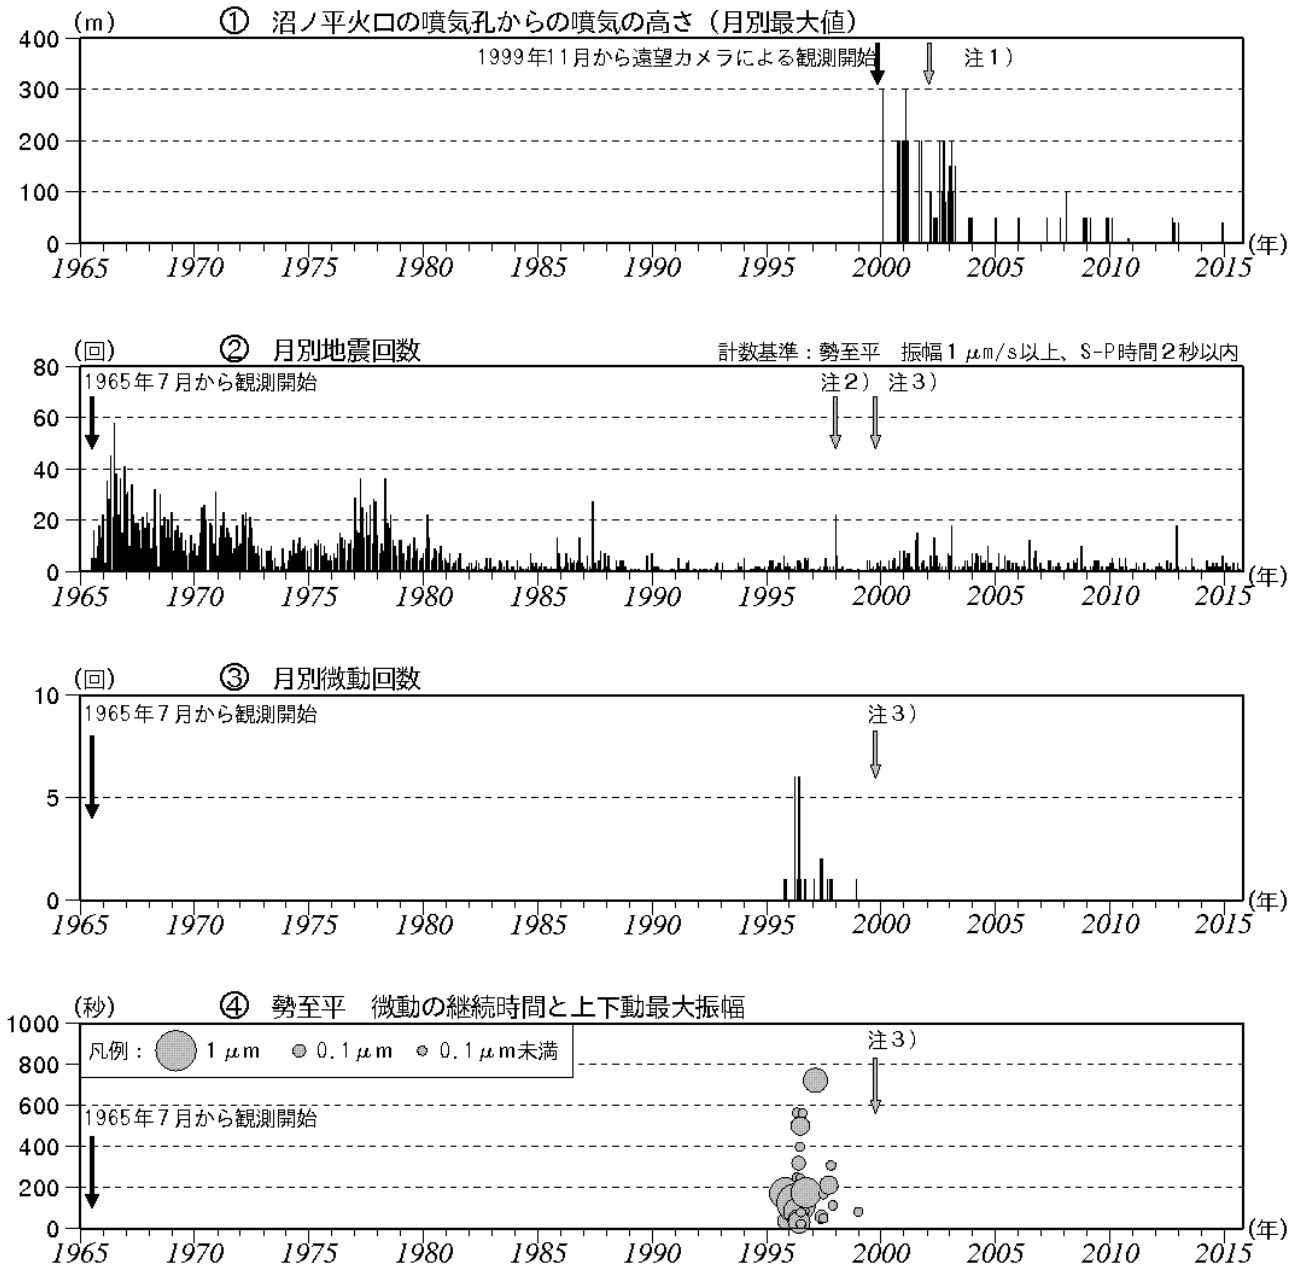 (m) ① 沼ノ平火口の噴気孔からの噴気の高さ（月別最大値）
400
1999年11月から遠望カメラによる観測開始 注1）
300
200
100
0
1965 1970 1975 1980 1985 1990 1995 2000 2005 2010 2015 (年)
(回) ② 月別地震回数 計数基準：勢至平 振幅1μm/s以上、S-P時間2秒以内
80
1965年7月から観測開始 注2） 注3）
60
40
20
0
1965 1970 1975 1980 1985 1990 1995 2000 2005 2010 2015 (年)
(回) ③ 月別微動回数
10
1965年7月から観測開始 注3）
5
0
1965 1970 1975 1980 1985 1990 1995 2000 2005 2010 2015 (年)
(秒) ④ 勢至平 微動の継続時間と上下動最大振幅
1000
凡例： 1μm 0.1μm 0.1μm未満 注3）
800
600
1965年7月から観測開始
400
200
0
1965 1970 1975 1980 1985 1990 1995 2000 2005 2010 2015 (年)